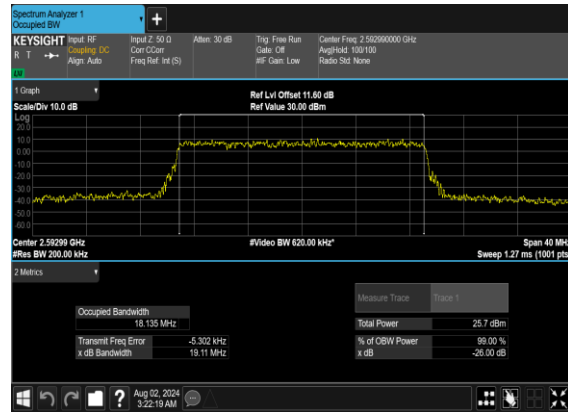 Spectrum Analyzer 1
Occupied BW
+
KEYSIGHT Input: RF Input Z: 50 Ω Atten: 30 dB Trig: Free Run Center Freq: 2.592990000 GHz
R T Coupling: DC Corr CCorr Gate: Off Avg|Hold: 100/100
Align: Auto Freq Ref: Int (S) #IF Gain: Low Radio Std: None
LW
1 Graph
Ref Lvl Offset 11.60 dB
Scale/Div 10.0 dB Ref Value 30.00 dBm
Log
20.0
10.0
0.00
-10.0
-20.0
-30.0
-40.0
-50.0
-60.0
Center 2.59299 GHz #Video BW 620.00 kHz* Span 40 MHz
#Res BW 200.00 kHz Sweep 1.27 ms (1001 pts)
2 Metrics
Measure Trace Trace 1
Occupied Bandwidth
18.135 MHz Total Power 25.7 dBm
Transmit Freq Error -5.302 kHz % of OBW Power 99.00 %
x dB Bandwidth 19.11 MHz x dB -26.00 dB
?
Aug 02, 2024
3:22:19 AM